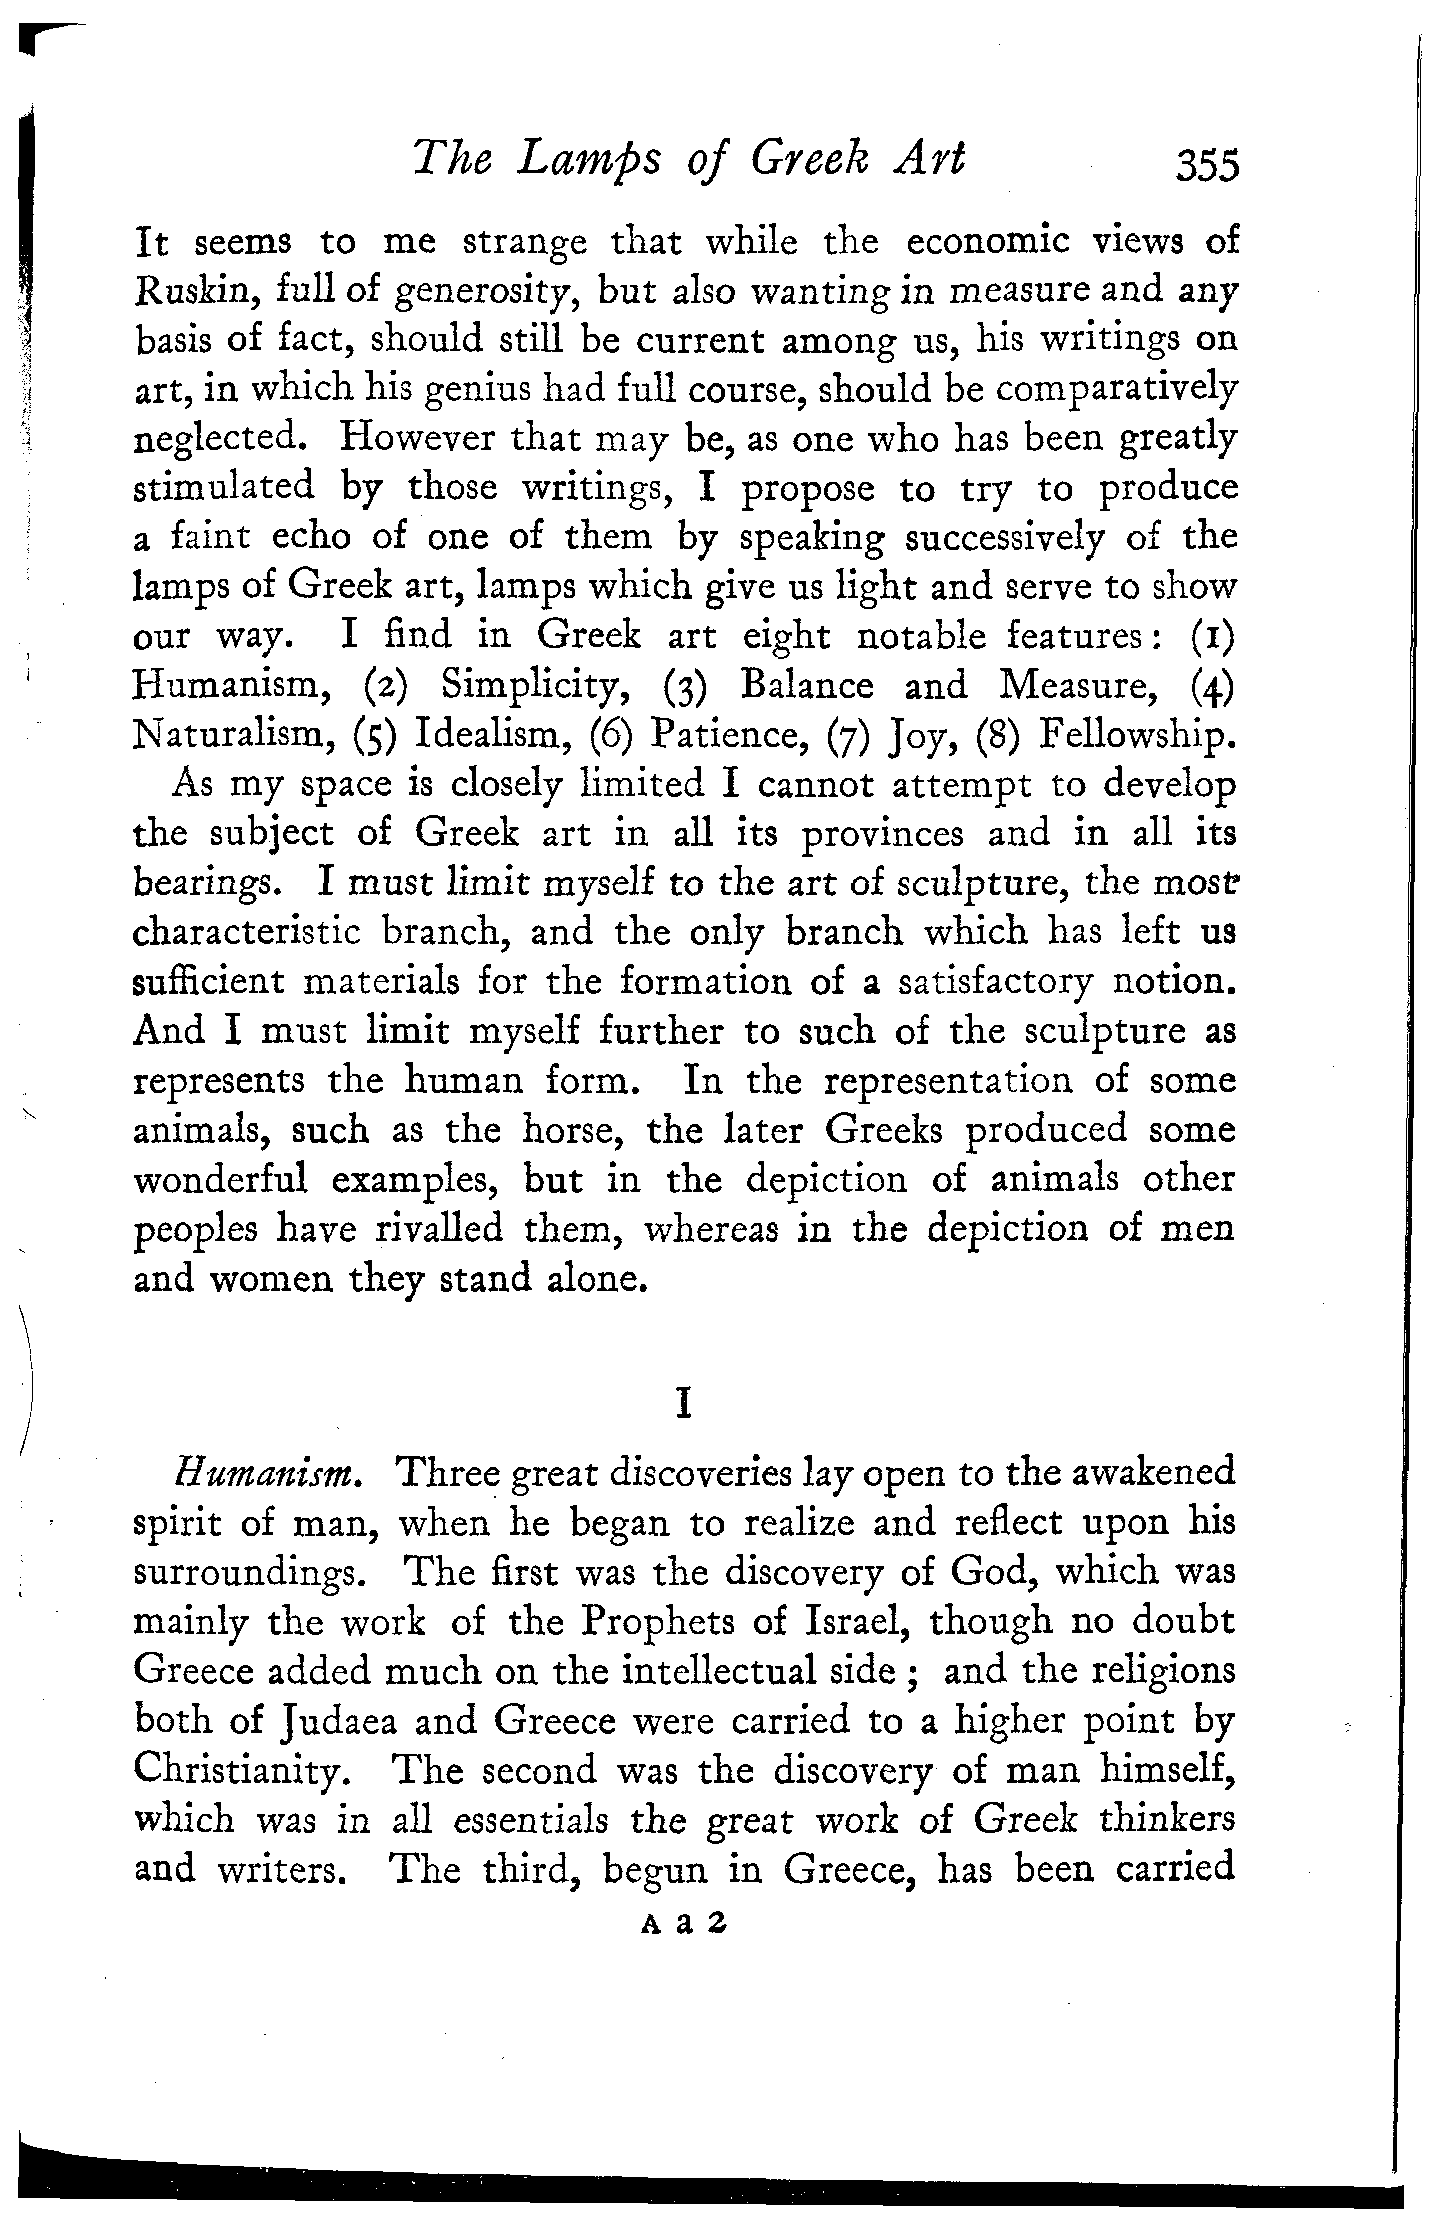 The Lamps of Greek Art 355
It seems to me strange that while the economic views of
Ruskin, full of generosity, but also wanting in measure and any
basis of fact, should still be current among us, his writings on
art, in which his genius had full course, should be comparatively
neglected. However that may be, as one who has been greatly
stimulated by those writings, I propose to try to produce
a faint echo of one of them by speaking successively of the
lamps of Greek art, lamps which give us light and serve to show
our way. I find in Greek art eight notable features: (1)
Humanism, (2) Simplicity, (3) Balance and Measure, (4)
Naturalism, (5) Idealism, (6) Patience, (7) Joy, (8) Fellowship.
As my space is closely limited I cannot attempt to develop
the subject of Greek art in all its provinces and in all its
bearings. I must limit myself to the art of sculpture, the most
characteristic branch, and the only branch which has left us
sufficient materials for the formation of a satisfactory notion.
And I must limit myself further to such of the sculpture as
represents the human form. In the representation of some
animals, such as the horse, the later Greeks produced some
wonderful examples, but in the depiction of animals other
peoples have rivalled them, whereas in the depiction of men
and women they stand alone.
I
Humanism. Three great discoveries lay open to the awakened
spirit of man, when he began to realize and reflect upon his
surroundings. The first was the discovery of God, which was
mainly the work of the Prophets of Israel, though no doubt
Greece added much on the intellectual side ; and the religions
both of Judaea and Greece were carried to a higher point by
Christianity. The second was the discovery of man himself,
which was in all essentials the great work of Greek thinkers
and writers. The third, begun in Greece, has been carried
A a 2